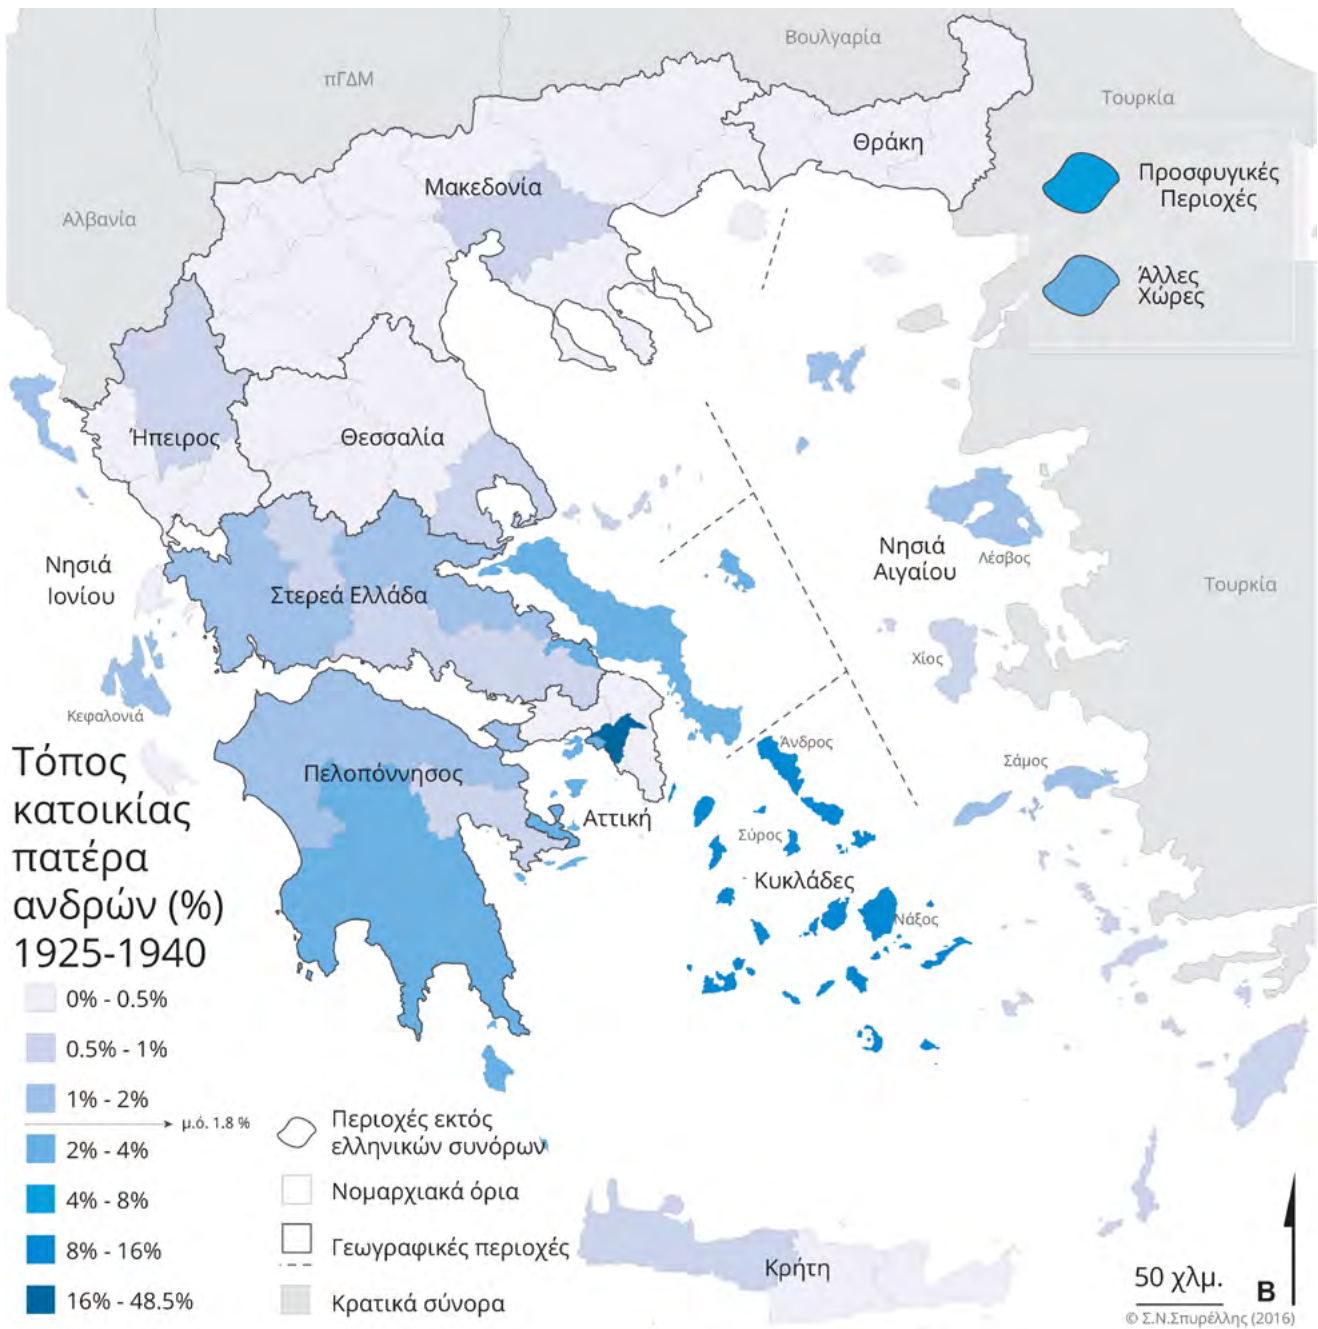 Βουλγαρία
πΓΔΜ
Τουρκία
Θράκη
Προσφυγικές
Περιοχές
Μακεδονία
Αλβανία
Άλλες
Χώρες
Ήπειρος
Θεσσαλία
Νησιά
Ιονίου
Νησιά
Αιγαίου
Λέσβος
Τουρκία
Στερεά Ελλάδα
Χίος
Κεφαλονιά
Άνδρος
Σάμος
Πελοπόννησος
Αττική
Σύρος
Κυκλάδες
Νάξος
Τόπος
κατοικίας
πατέρα
ανδρών (%)
1925-1940
0% - 0.5%
0.5% - 1%
1% - 2%
μ.ό. 1.8 %
2% - 4%
4% - 8%
8% - 16%
16% - 48.5%
Περιοχές εκτός
ελληνικών συνόρων
Νομαρχιακά όρια
Γεωγραφικές περιοχές
Κρατικά σύνορα
Κρήτη
50 χλμ.
Β
© Σ.Ν.Σπυρέλλης (2016)